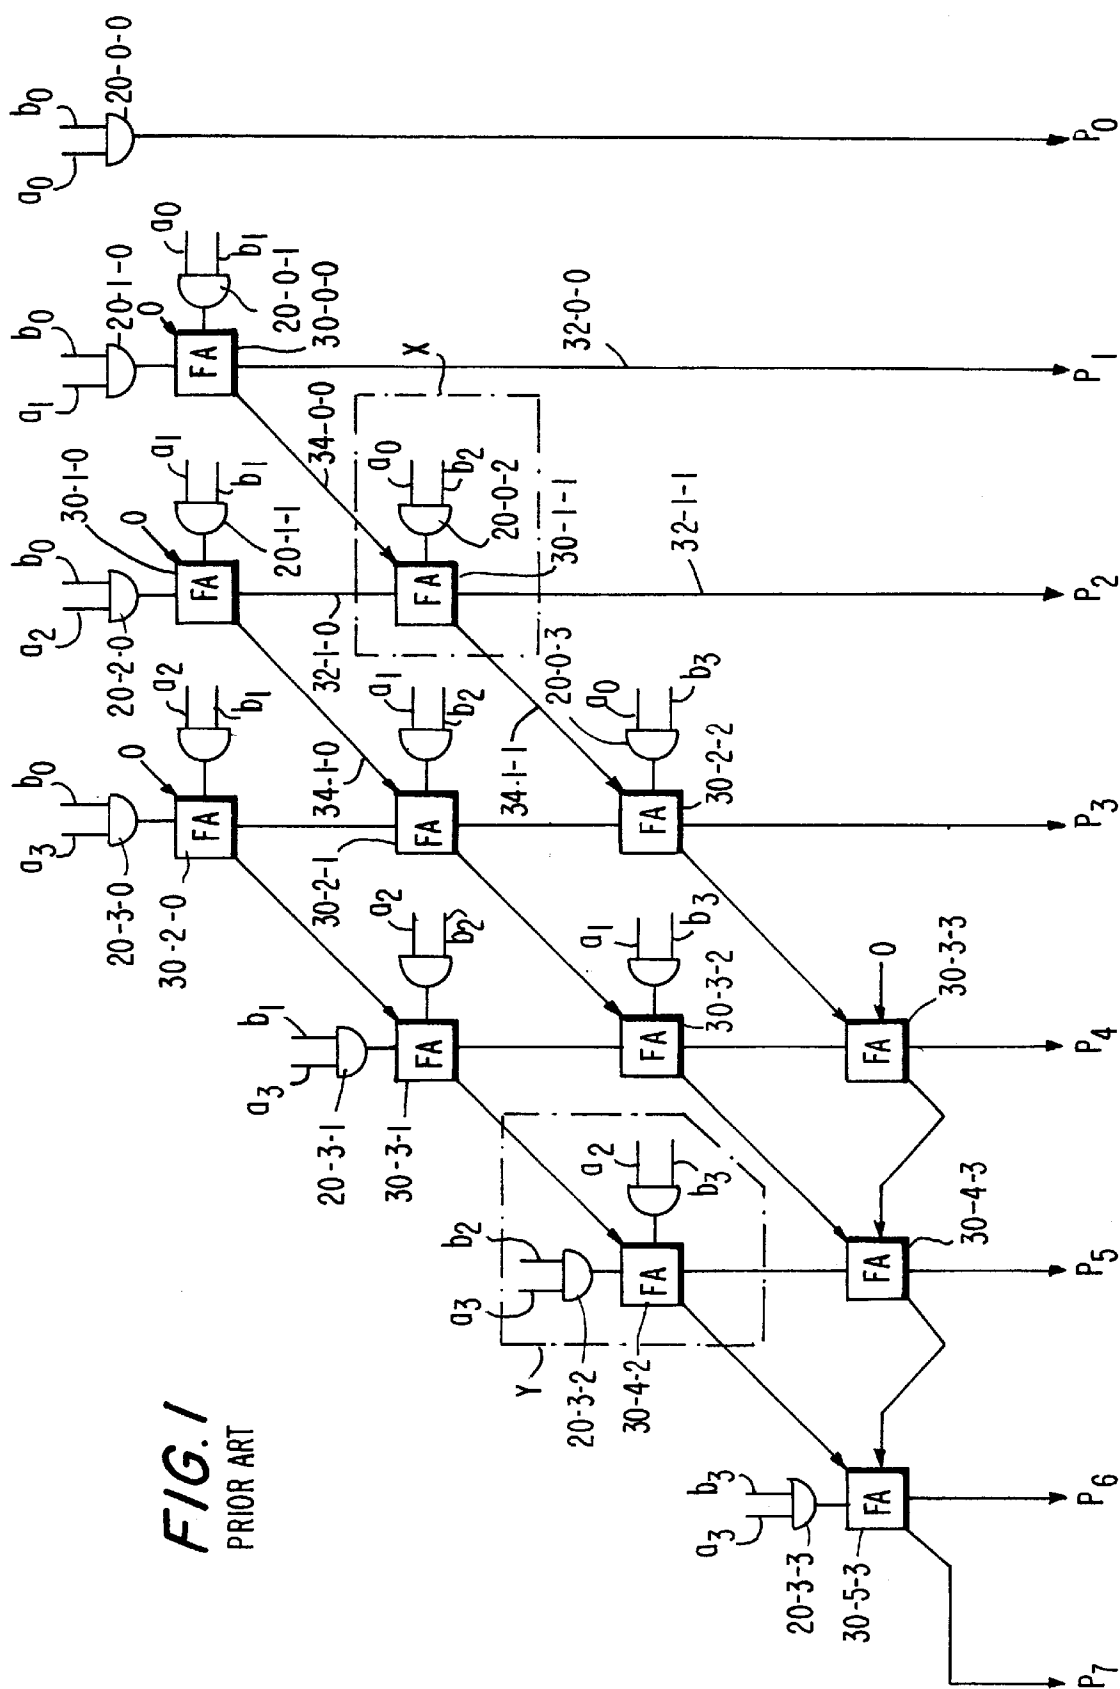 FIG. 1
PRIOR ART
a0 b0
20-0-0
a1 b0
20-1-0
a0
b1
0
FA
20-0-1
30-0-0
a2 b0
20-2-0
30-1-0
a1
b1
0
FA
20-1-1
a3 b0
20-3-0
30-2-0
a2
b1
0
FA
32-0-0
34-0-0
X
a0
b2
20-0-2
FA
30-1-1
32-1-0
34-1-0
a1
b2
FA
30-2-1
a3 b1
20-3-1
30-3-1
a2
b2
FA
32-1-1
34-1-1
20-0-3
a0
b3
FA
30-2-2
a1
b3
FA
30-3-2
a3 b2
20-3-2
30-4-2
Y
a2
b3
FA
0
FA
30-3-3
FA
30-4-3
a3 b3
20-3-3
30-5-3
FA
P7 P6 P5 P4 P3 P2 P1 P0